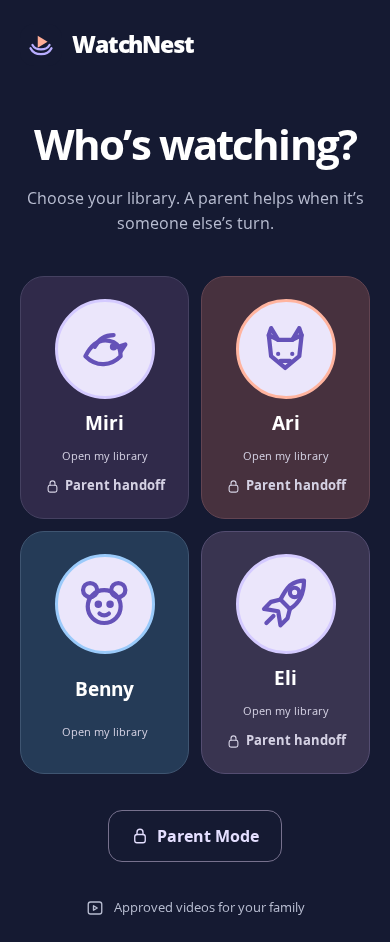 WatchNest
Who’s watching?
Choose your library. A parent helps when it’s
someone else’s turn.
Miri
Open my library
Parent handoff
Ari
Open my library
Parent handoff
Benny
Open my library
Eli
Open my library
Parent handoff
Parent Mode
Approved videos for your family